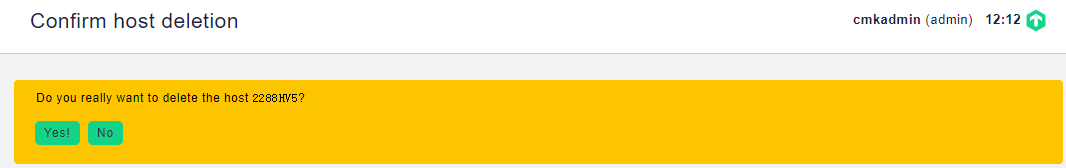 Confirm host deletion
cmkadmin (admin) 12:12
Do you really want to delete the host 2288HV5?
Yes! No